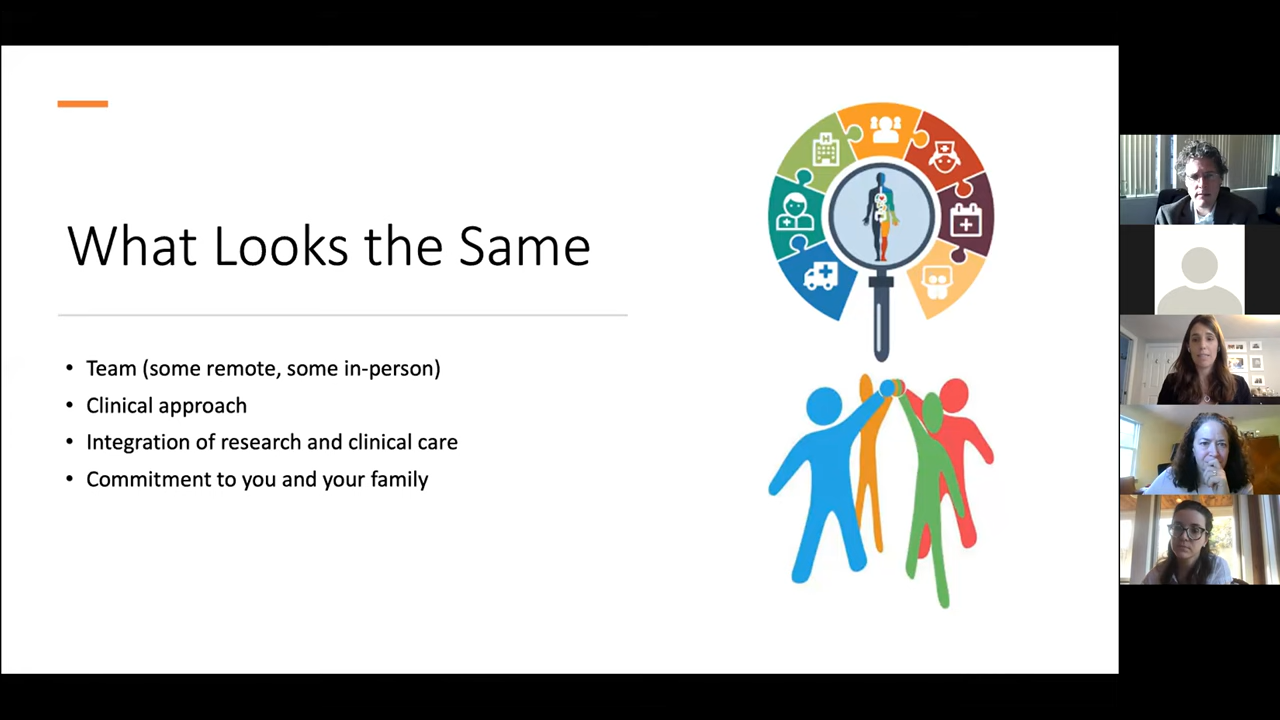 What Looks the Same
• Team (some remote, some in-person)
• Clinical approach
• Integration of research and clinical care
• Commitment to you and your family
H